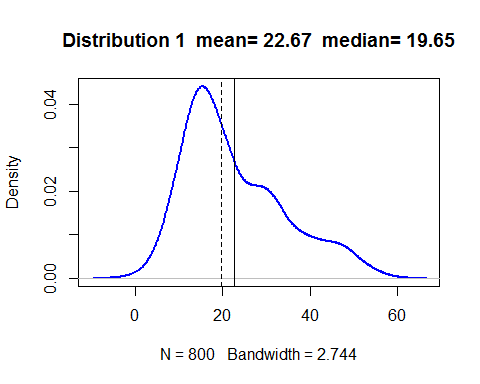 Distribution 1  mean= 22.67  median= 19.65
Density
0.00
0.02
0.04
0
20
40
60
N = 800   Bandwidth = 2.744